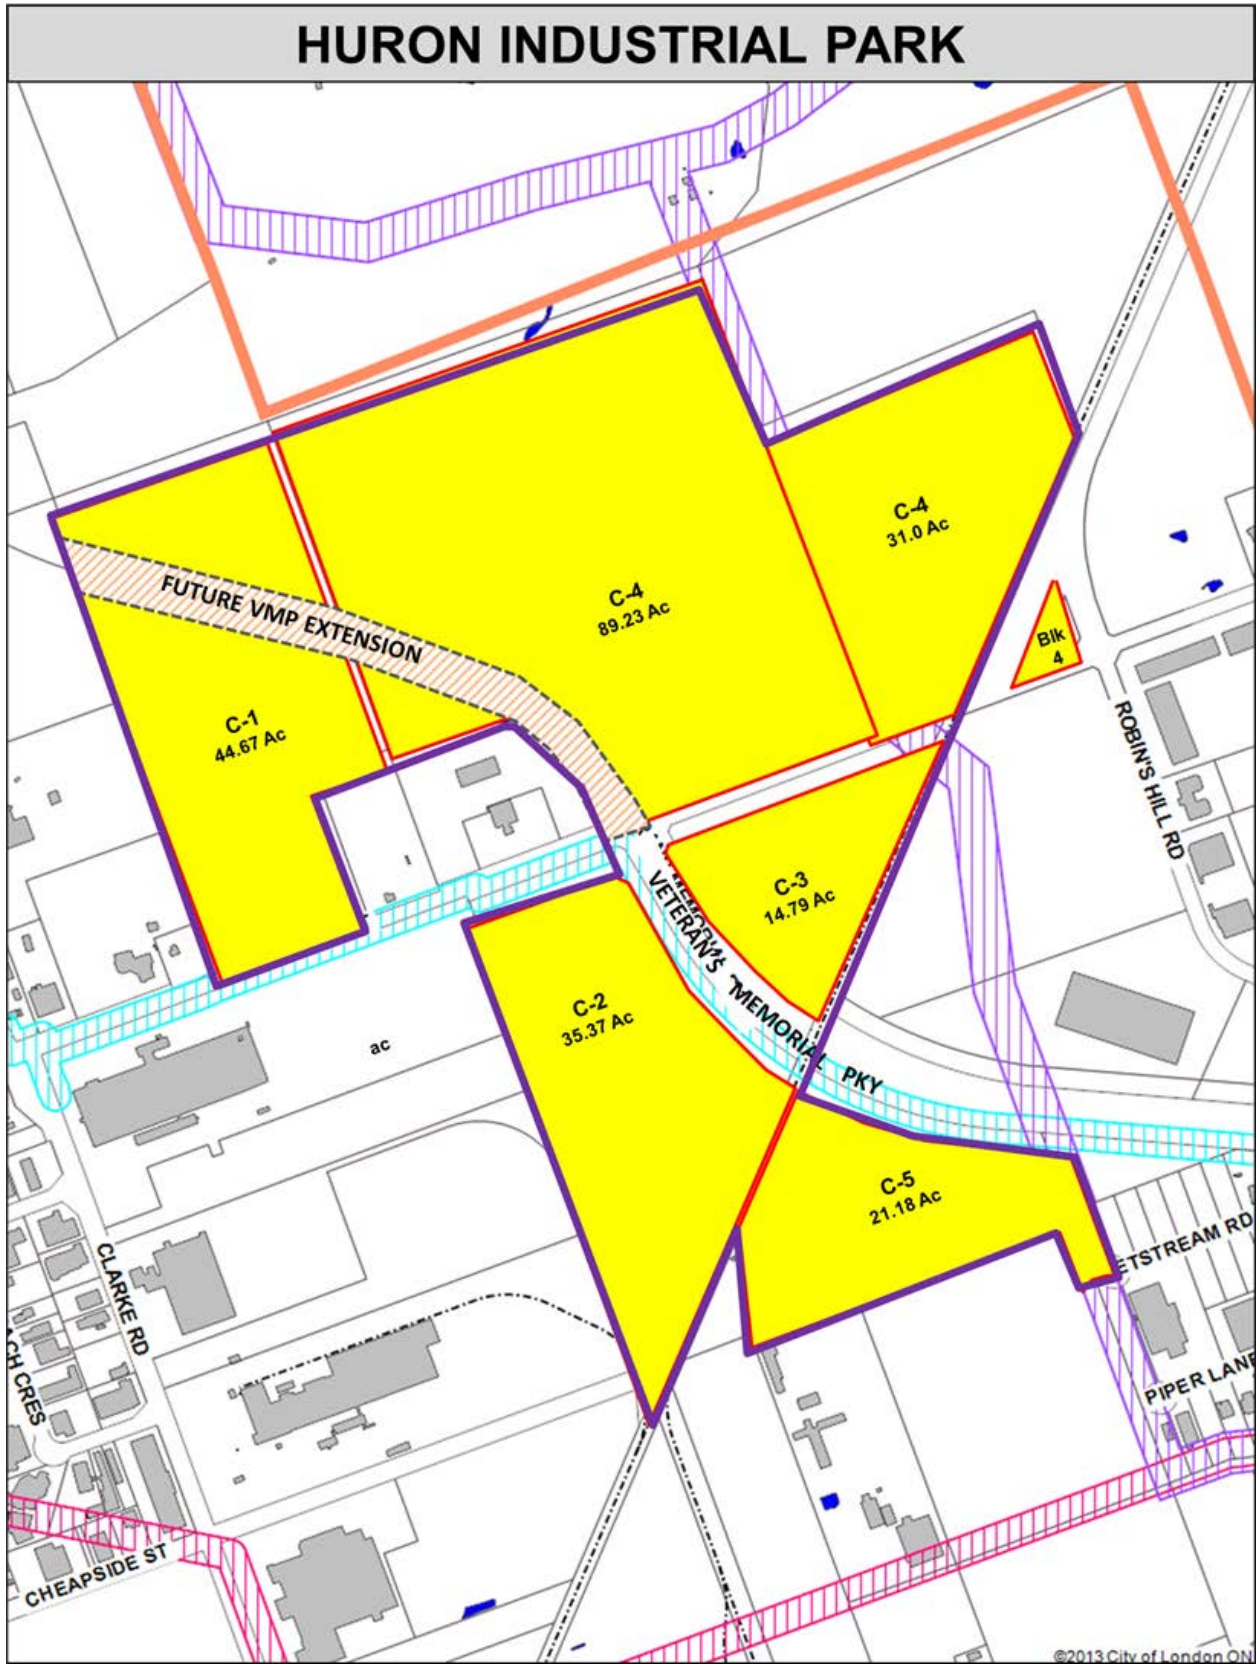 HURON INDUSTRIAL PARK
C-4
31.0 Ac
C-4
89.23 Ac
FUTURE VMP EXTENSION
Blk
4
C-1
44.67 Ac
ROBIN'S HILL RD
C-3
14.79 Ac
VETERAN'S MEMORIAL PKY
C-2
35.37 Ac
ac
C-5
21.18 Ac
ETSTREAM RD
CLARKE RD
ACH CRES
PIPER LANE
CHEAPSIDE ST
©2013 City of London ON